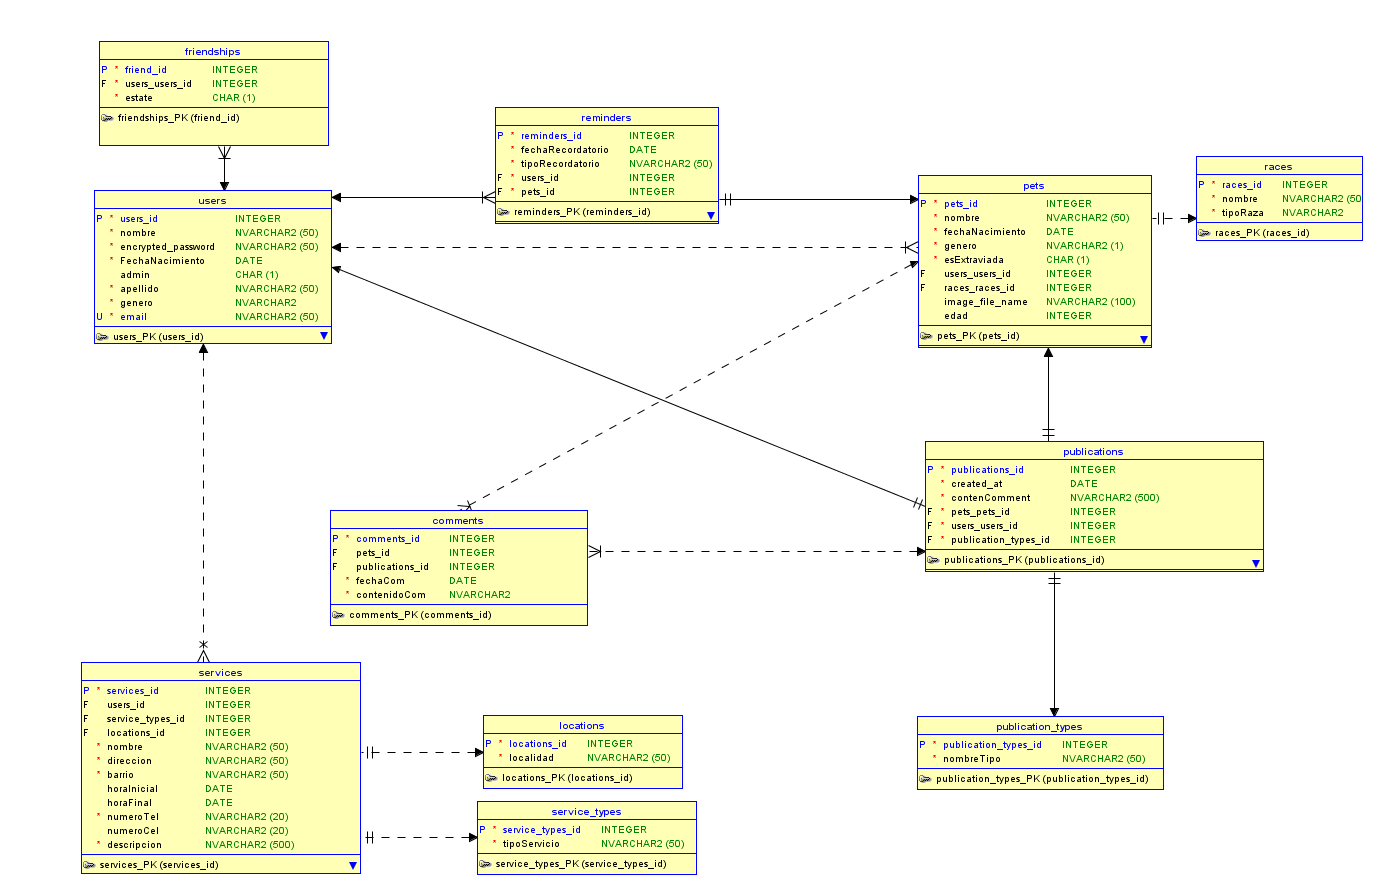 friendships
P * friend_id INTEGER
F * users_users_id INTEGER
* estate CHAR (1)
friendships_PK (friend_id)
reminders
P * reminders_id INTEGER
* fechaRecordatorio DATE
* tipoRecordatorio NVARCHAR2 (50)
F * users_id INTEGER
F * pets_id INTEGER
reminders_PK (reminders_id)
races
P * races_id INTEGER
* nombre NVARCHAR2 (50
* tipoRaza NVARCHAR2
races_PK (races_id)
pets
P * pets_id INTEGER
* nombre NVARCHAR2 (50)
* fechaNacimiento DATE
* genero NVARCHAR2 (1)
* esExtraviada CHAR (1)
F users_users_id INTEGER
F races_races_id INTEGER
image_file_name NVARCHAR2 (100)
edad INTEGER
pets_PK (pets_id)
users
P * users_id INTEGER
* nombre NVARCHAR2 (50)
* encrypted_password NVARCHAR2 (50)
* FechaNacimiento DATE
admin CHAR (1)
* apellido NVARCHAR2 (50)
* genero NVARCHAR2
U * email NVARCHAR2 (50)
users_PK (users_id)
publications
P * publications_id INTEGER
* created_at DATE
* contenComment NVARCHAR2 (500)
F * pets_pets_id INTEGER
F * users_users_id INTEGER
F * publication_types_id INTEGER
publications_PK (publications_id)
comments
P * comments_id INTEGER
F pets_id INTEGER
F publications_id INTEGER
* fechaCom DATE
* contenidoCom NVARCHAR2
comments_PK (comments_id)
services
P * services_id INTEGER
F users_id INTEGER
F service_types_id INTEGER
F locations_id INTEGER
* nombre NVARCHAR2 (50)
* direccion NVARCHAR2 (50)
* barrio NVARCHAR2 (50)
horaInicial DATE
horaFinal DATE
* numeroTel NVARCHAR2 (20)
numeroCel NVARCHAR2 (20)
* descripcion NVARCHAR2 (500)
services_PK (services_id)
locations
P * locations_id INTEGER
* localidad NVARCHAR2 (50)
locations_PK (locations_id)
publication_types
P * publication_types_id INTEGER
* nombreTipo NVARCHAR2 (50)
publication_types_PK (publication_types_id)
service_types
P * service_types_id INTEGER
* tipoServicio NVARCHAR2 (50)
service_types_PK (service_types_id)